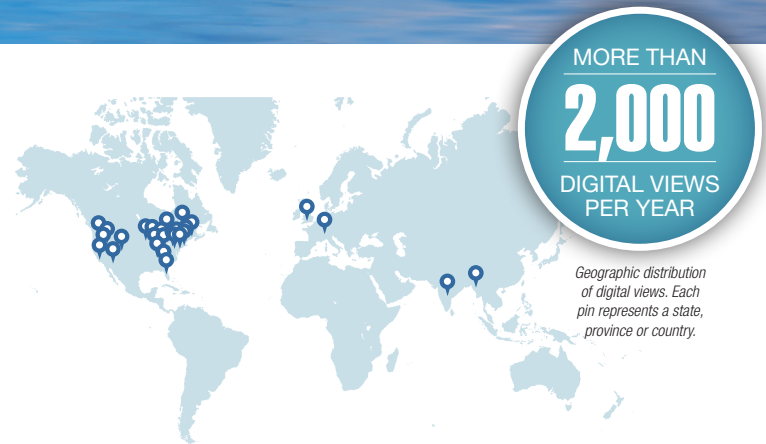 MORE THAN
2,000
DIGITAL VIEWS
PER YEAR
Geographic distribution
of digital views. Each
pin represents a state,
province or country.